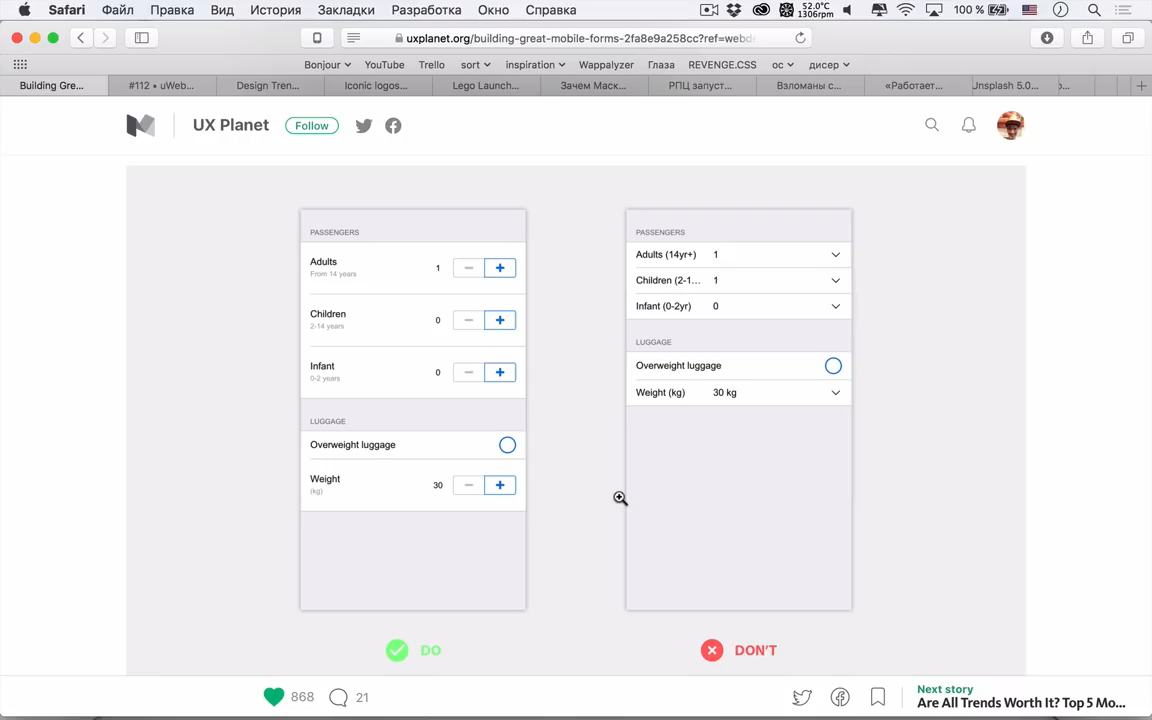 Safari Файл Правка Вид История Закладки Разработка Окно Справка 52.0°C 1306rpm 100 %
uxplanet.org/building-great-mobile-forms-2fa8e9a258cc?ref=webde
Bonjour YouTube Trello sort inspiration Wappalyzer Глаза REVENGE.CSS ос дисер
Building Gre... #112 • uWeb... Design Tren... Iconic logos... Lego Launch... Зачем Маск... РПЦ запуст... Взломаны с... «Работает... Unsplash 5.0...
UX Planet Follow
PASSENGERS
Adults
From 14 years
1
Children
2-14 years
0
Infant
0-2 years
0
LUGGAGE
Overweight luggage
Weight
(kg)
30
DO
PASSENGERS
Adults (14yr+) 1
Children (2-1... 1
Infant (0-2yr) 0
LUGGAGE
Overweight luggage
Weight (kg) 30 kg
DON'T
868 21
Next story
Are All Trends Worth It? Top 5 Mo...